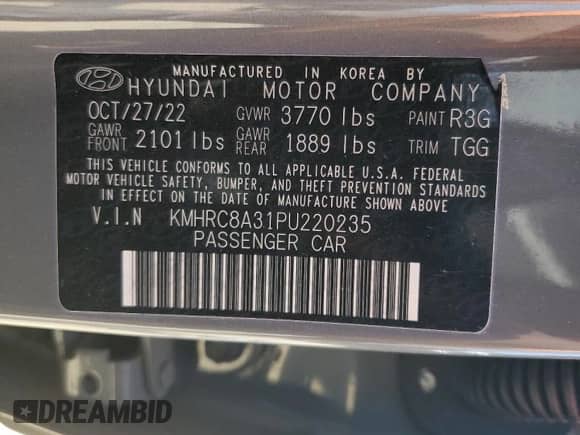 MANUFACTURED IN KOREA BY
HYUNDAI MOTOR COMPANY
OCT/27/22 GVWR 3770 lbs PAINT R3G
GAWR FRONT 2101 lbs GAWR REAR 1889 lbs TRIM TGG
THIS VEHICLE CONFORMS TO ALL APPLICABLE U.S.A. FEDERAL
MOTOR VEHICLE SAFETY, BUMPER, AND THEFT PREVENTION STANDARDS
IN EFFECT ON THE DATE OF MANUFACTURE SHOWN ABOVE.
V.I.N KMHRC8A31PU220235
PASSENGER CAR
DREAMBID